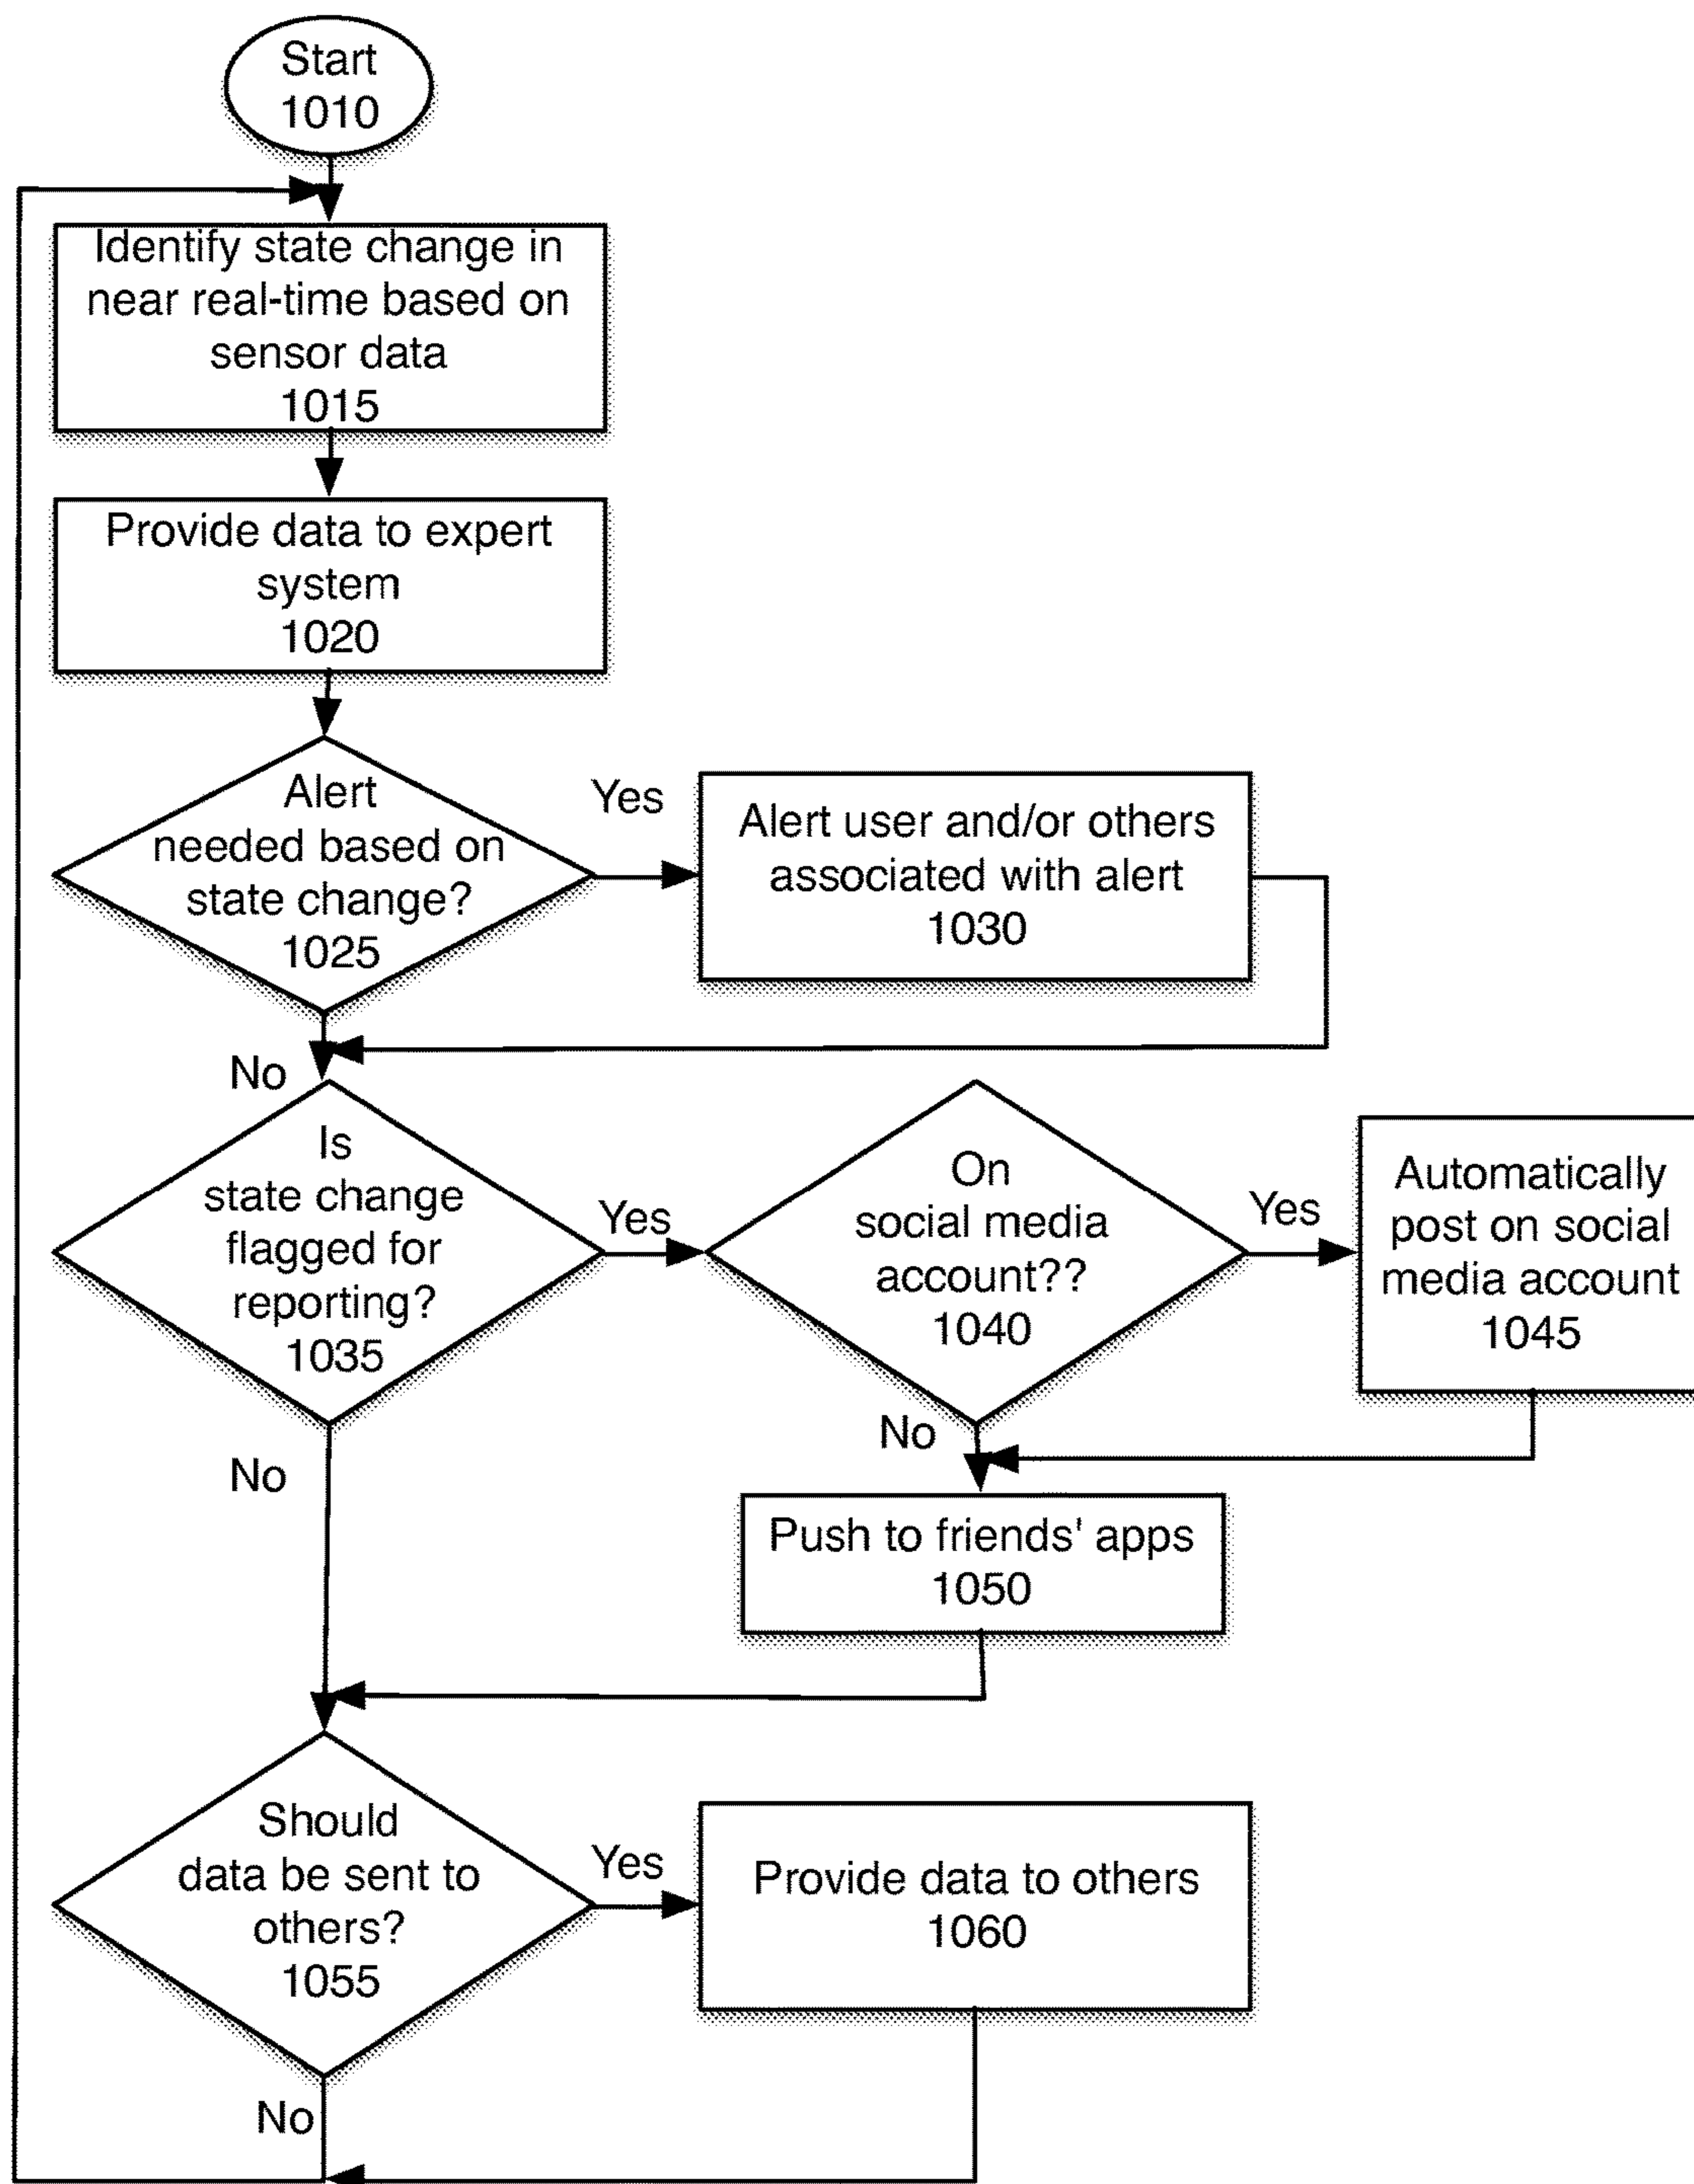 Start
1010
Identify state change in
near real-time based on
sensor data
1015
Provide data to expert
system
1020
Alert
needed based on
state change?
1025
Yes
Alert user and/or others
associated with alert
1030
No
Is
state change
flagged for
reporting?
1035
Yes
On
social media
account??
1040
Yes
Automatically
post on social
media account
1045
No
No
Push to friends' apps
1050
Should
data be sent to
others?
1055
Yes
Provide data to others
1060
No